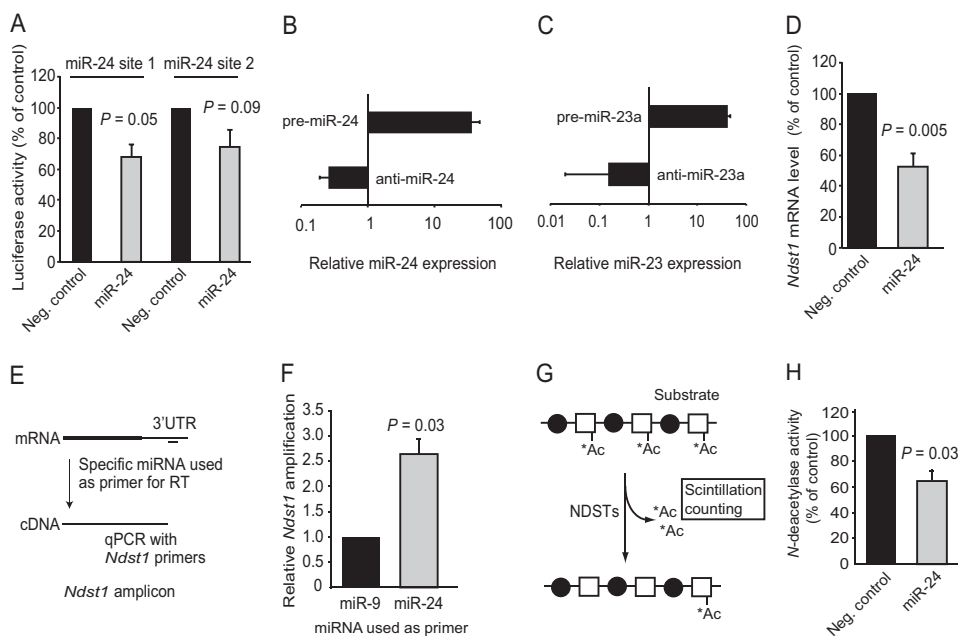 A
miR-24 site 1 miR-24 site 2
Luciferase activity (% of control)
120
100
80
60
40
20
0
P = 0.05
P = 0.09
Neg. control
miR-24
Neg. control
miR-24
B
pre-miR-24
anti-miR-24
0.1 1 10 100
Relative miR-24 expression
C
pre-miR-23a
anti-miR-23a
0.01 0.1 1 10 100
Relative miR-23 expression
D
Ndst1 mRNA level (% of control)
120
100
80
60
40
20
0
P = 0.005
Neg. control
miR-24
E
3'UTR
mRNA
Specific miRNA used
as primer for RT
cDNA
qPCR with
Ndst1 primers
Ndst1 amplicon
F
Relative Ndst1 amplification
3.5
3.0
2.5
2.0
1.5
1.0
0.5
0.0
P = 0.03
miR-9 miR-24
miRNA used as primer
G
Substrate
*Ac *Ac *Ac
NDSTs
*Ac
*Ac
Scintillation
counting
*Ac
H
N-deacetylase activity
(% of control)
120
100
80
60
40
20
0
P = 0.03
Neg. control
miR-24